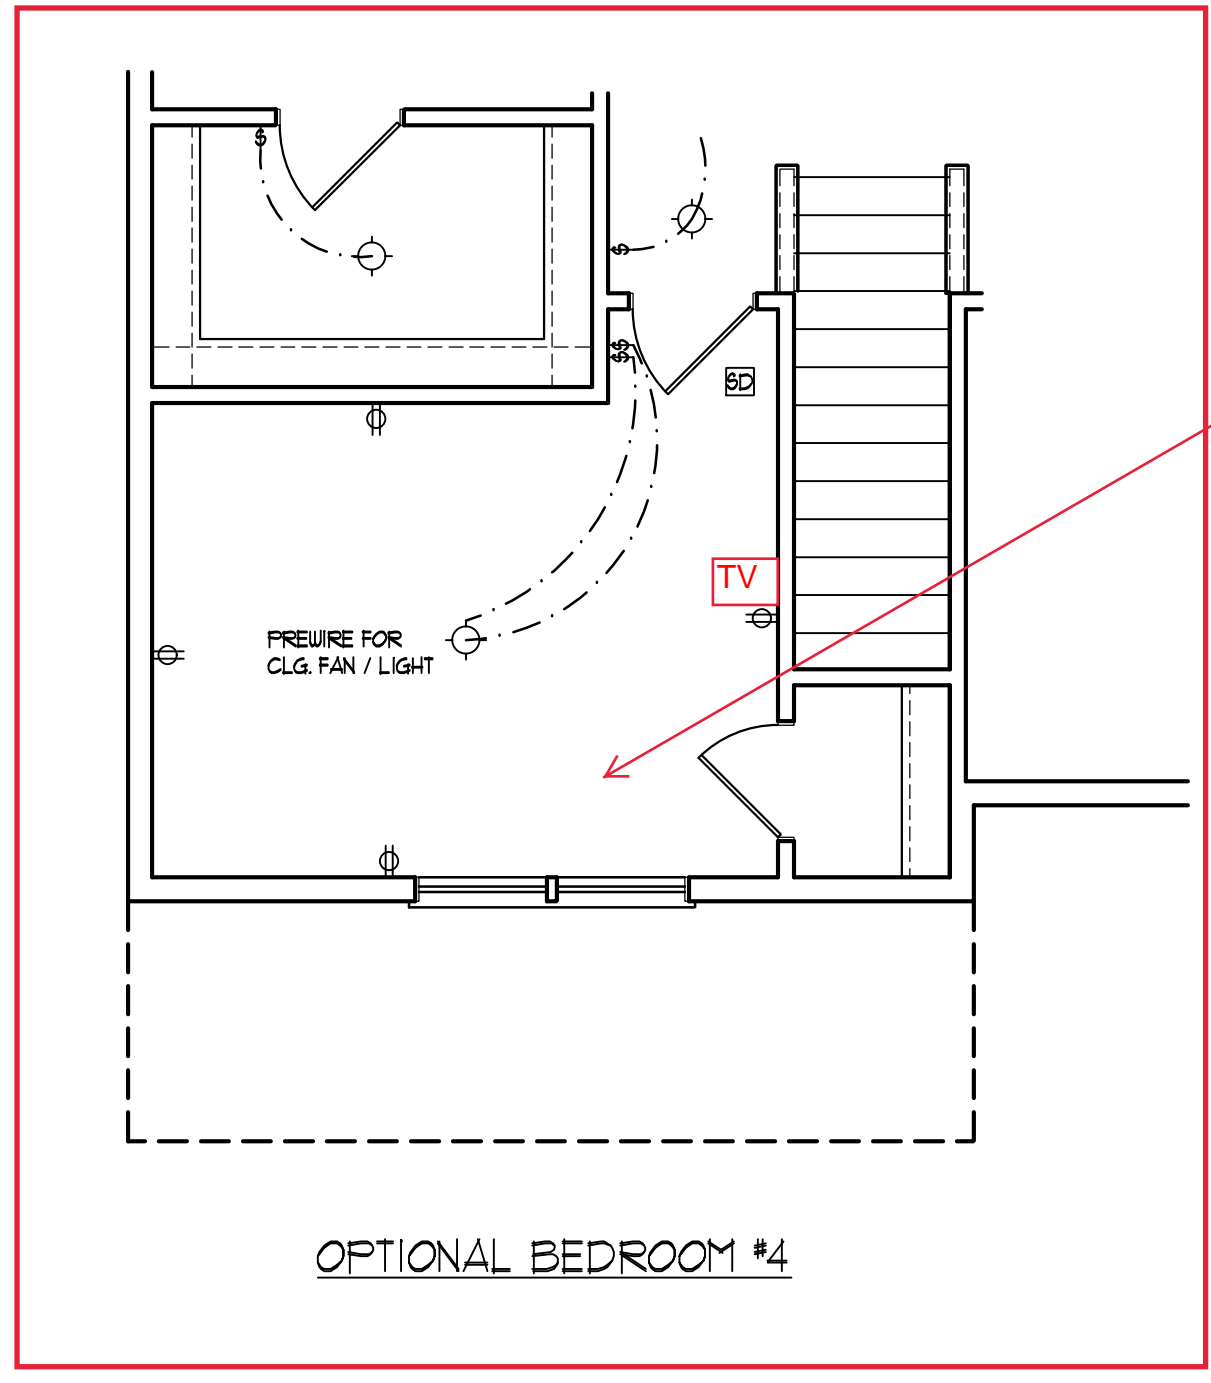 $
$
$
$
SD
TV
PREWIRE FOR
CLG. FAN / LIGHT
OPTIONAL BEDROOM #4